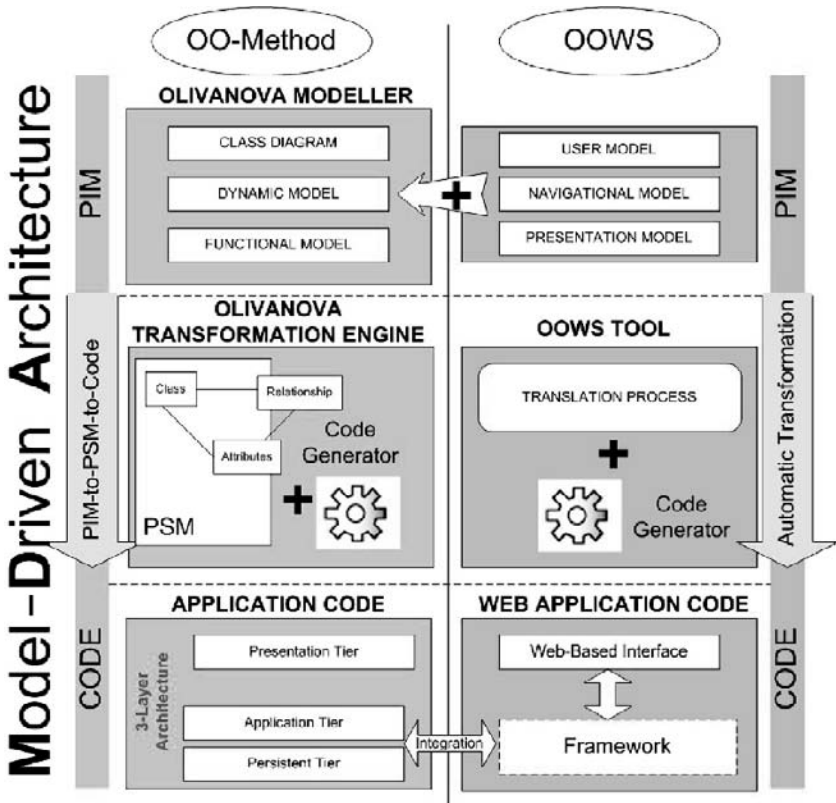 OO-Method
OOWS
Model-Driven Architecture
PIM
OLIVANOVA MODELLER
CLASS DIAGRAM
DYNAMIC MODEL
FUNCTIONAL MODEL
+
USER MODEL
NAVIGATIONAL MODEL
PRESENTATION MODEL
PIM
PIM-to-PSM-to-Code
OLIVANOVA
TRANSFORMATION ENGINE
Class
Relationship
Attributes
PSM
+
Code
Generator
OOWS TOOL
TRANSLATION PROCESS
+
Code
Generator
Automatic Transformation
CODE
APPLICATION CODE
3-Layer
Architecture
Presentation Tier
Application Tier
Persistent Tier
Integration
WEB APPLICATION CODE
Web-Based Interface
Framework
CODE